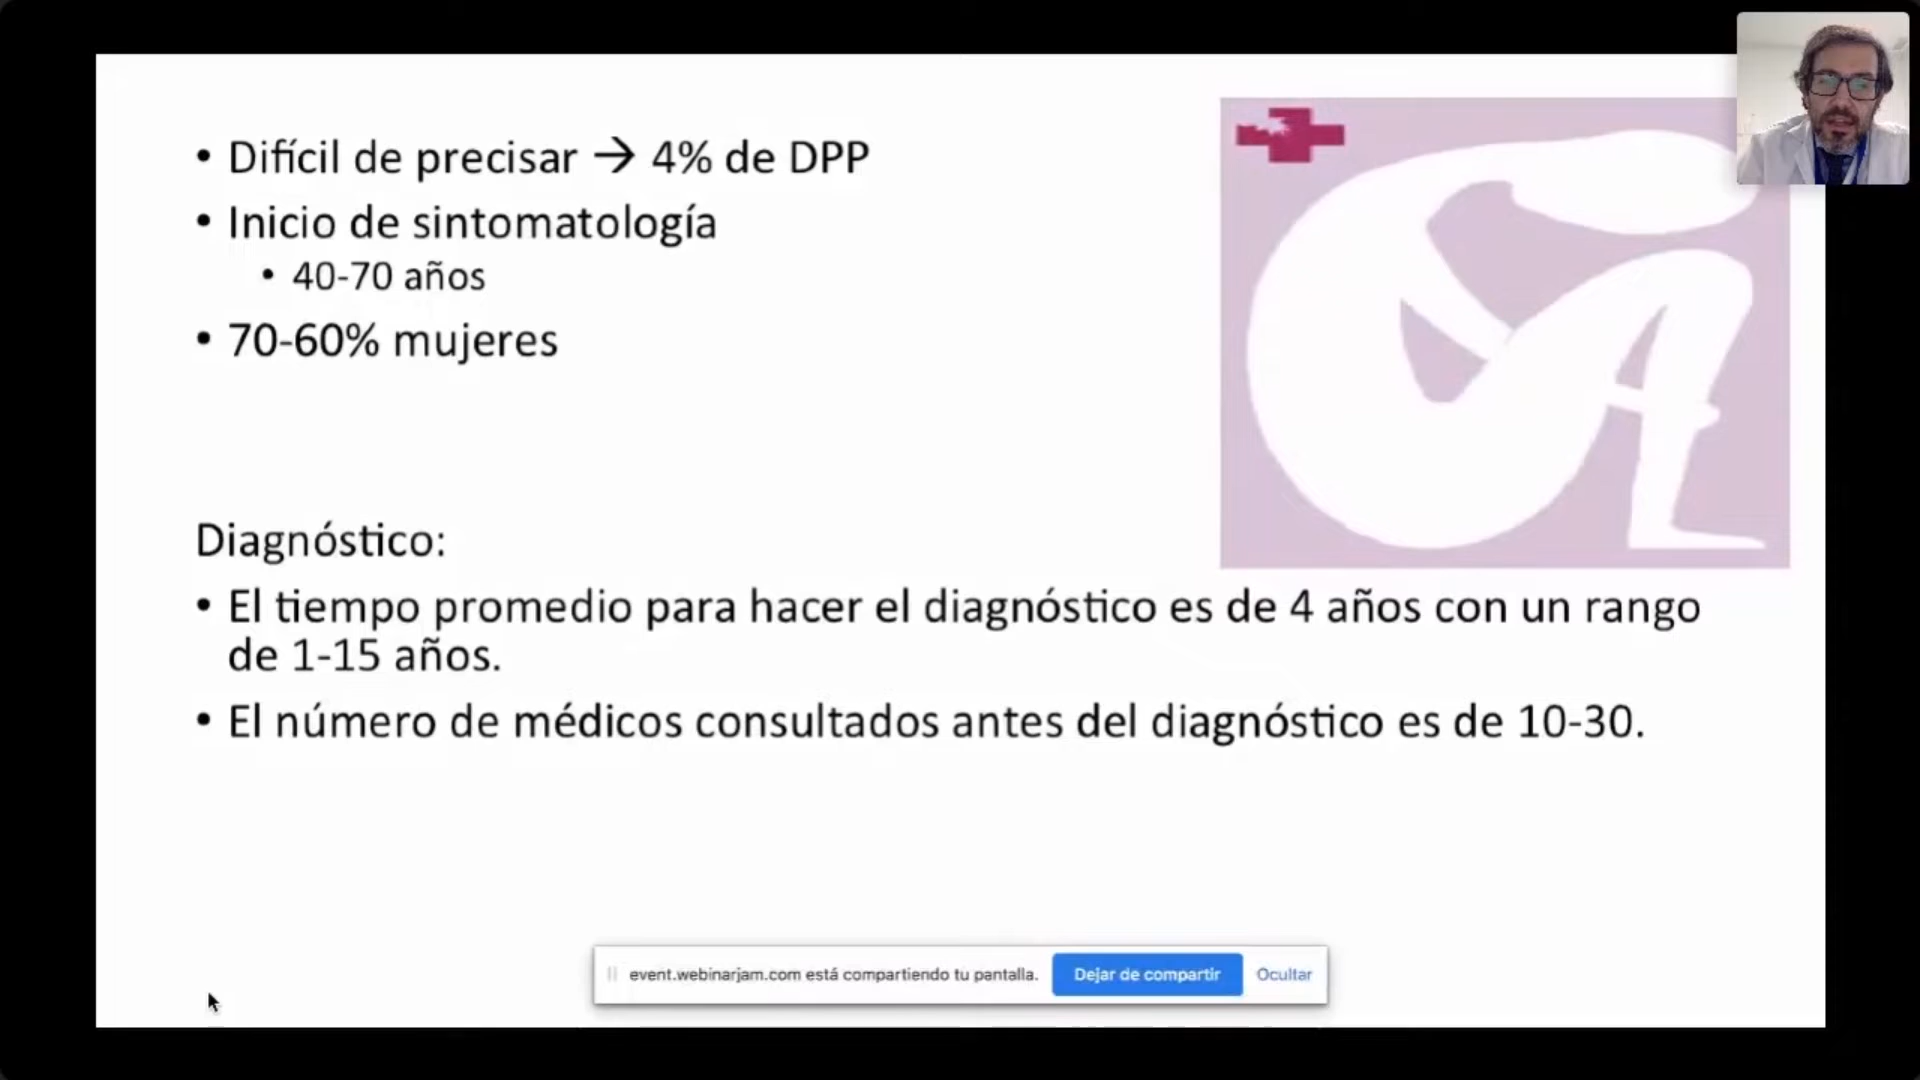 • Difícil de precisar → 4% de DPP
• Inicio de sintomatología
• 40-70 años
• 70-60% mujeres
Diagnóstico:
• El tiempo promedio para hacer el diagnóstico es de 4 años con un rango
de 1-15 años.
• El número de médicos consultados antes del diagnóstico es de 10-30.
event.webinarjam.com está compartiendo tu pantalla. Dejar de compartir Ocultar